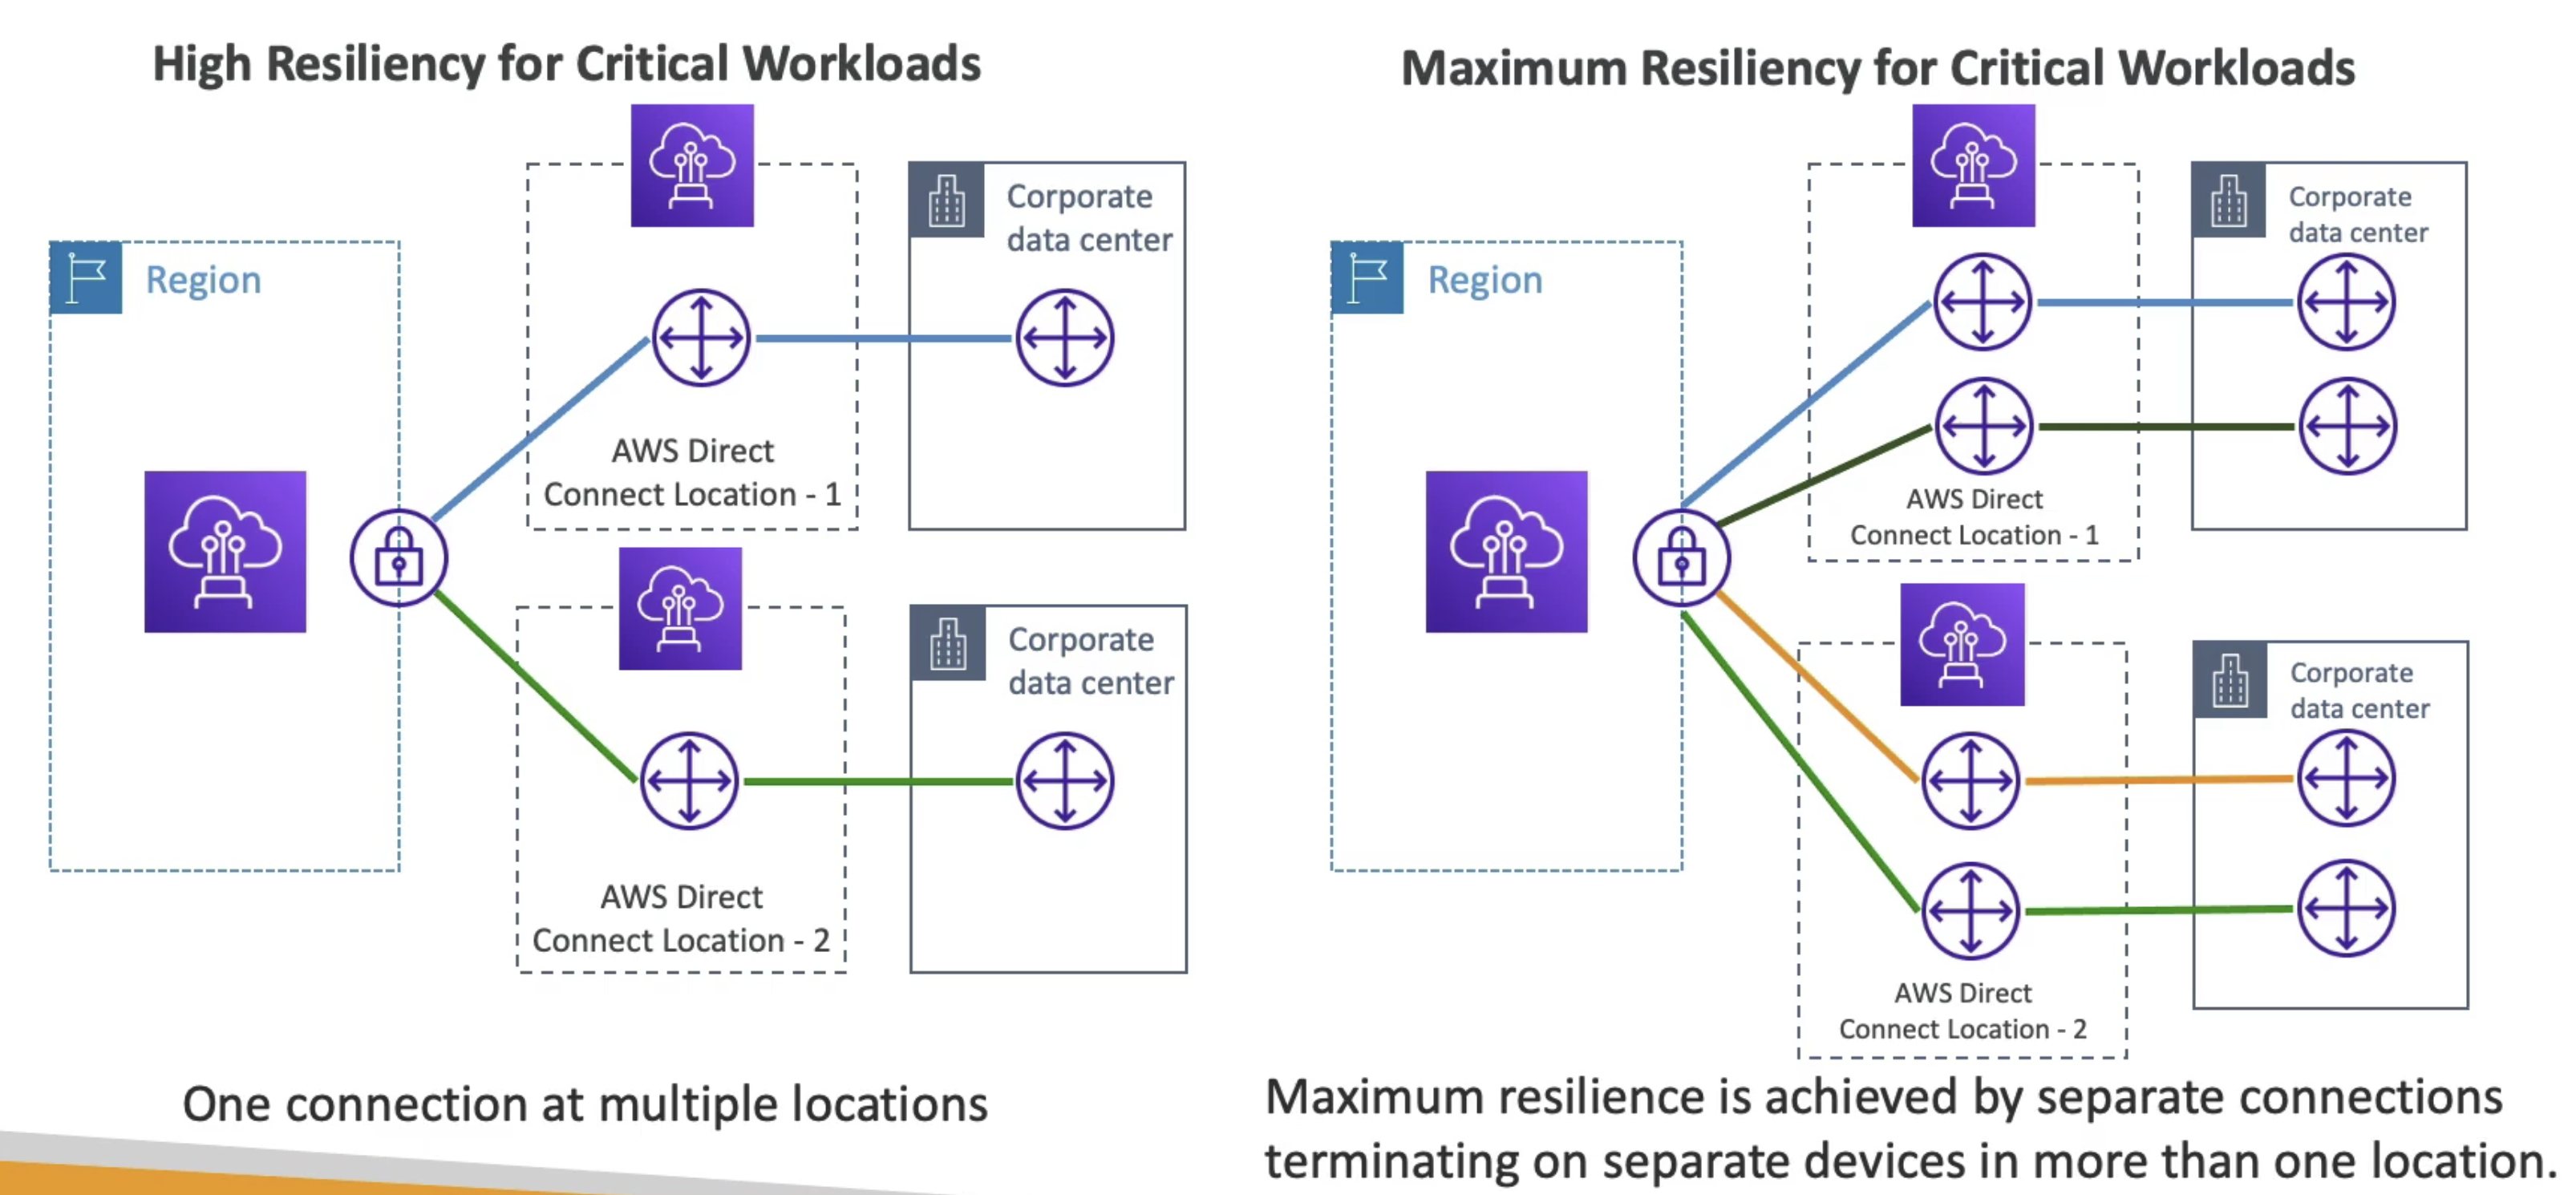 High Resiliency for Critical Workloads
Region
Corporate
data center
AWS Direct
Connect Location - 1
Corporate
data center
AWS Direct
Connect Location - 2
One connection at multiple locations
Maximum Resiliency for Critical Workloads
Region
Corporate
data center
AWS Direct
Connect Location - 1
Corporate
data center
AWS Direct
Connect Location - 2
Maximum resilience is achieved by separate connections
terminating on separate devices in more than one location.